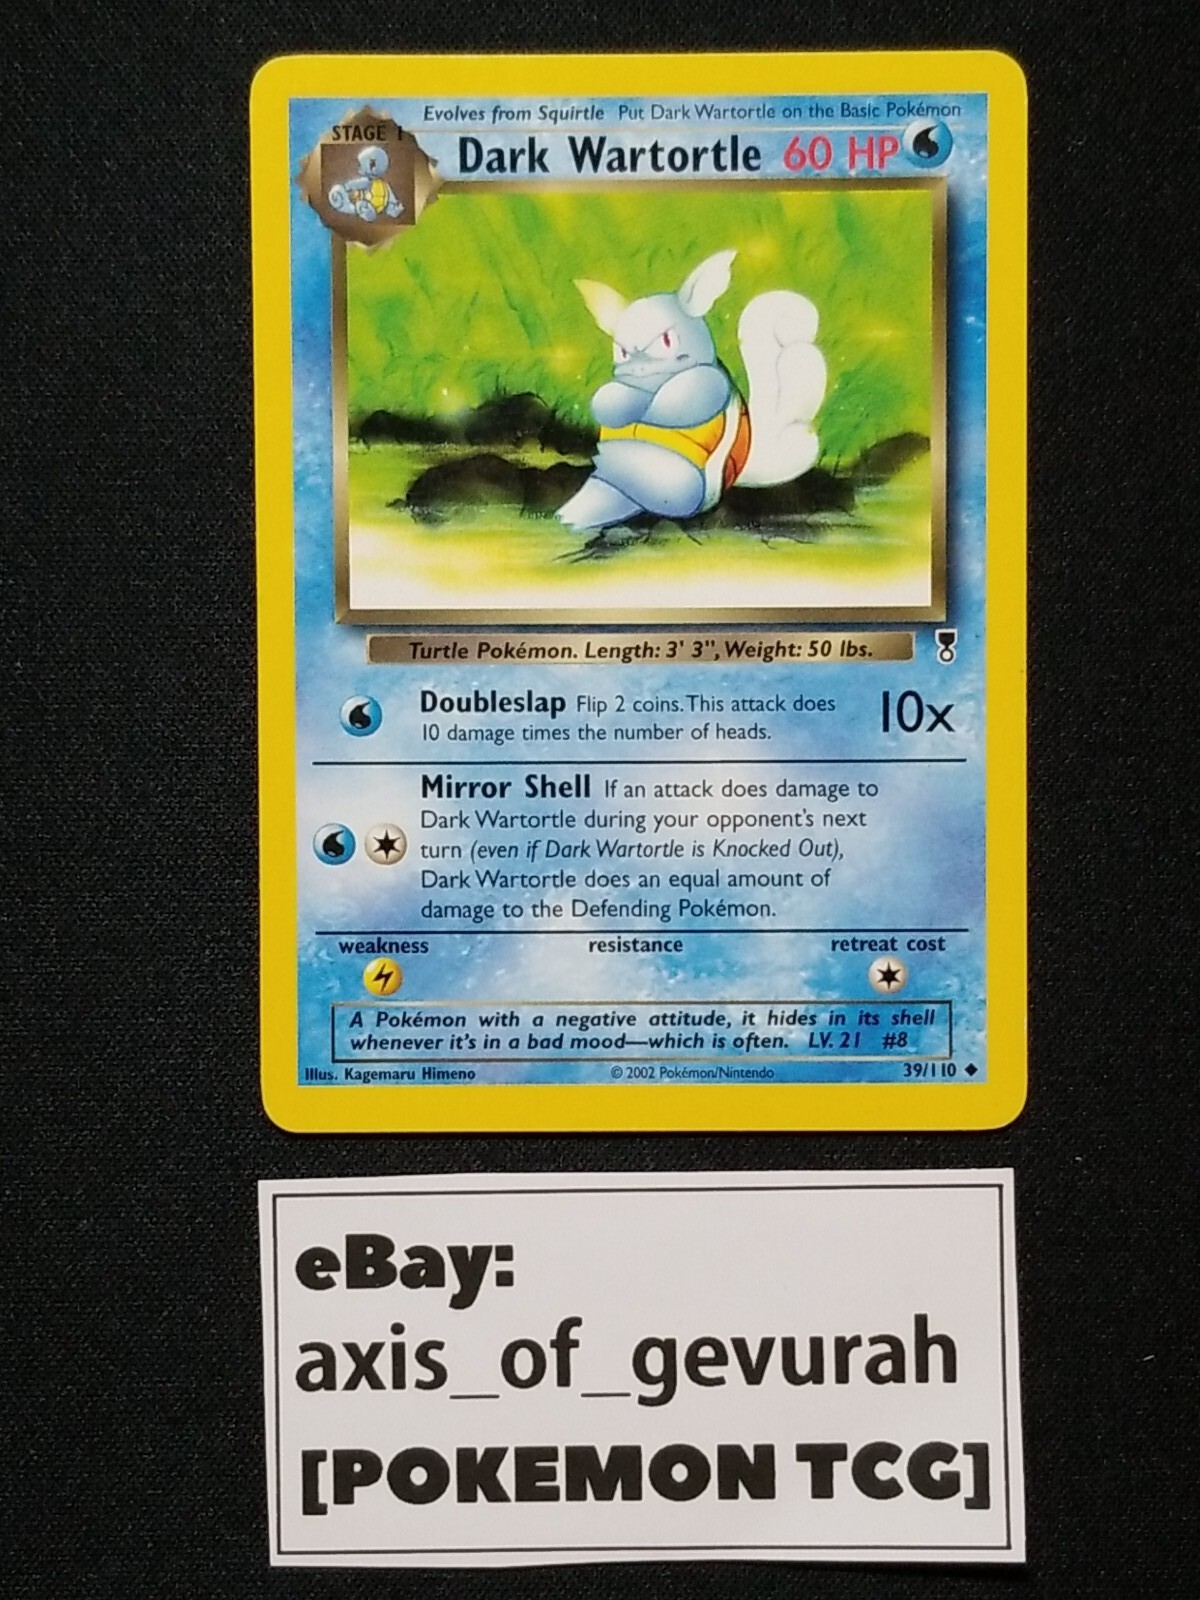 Evolves from Squirtle Put Dark Wartortle on the Basic Pokémon
STAGE 1
Dark Wartortle 60 HP
Turtle Pokémon. Length: 3' 3", Weight: 50 lbs.
Doubleslap Flip 2 coins. This attack does
10 damage times the number of heads.
10x
Mirror Shell If an attack does damage to
Dark Wartortle during your opponent's next
turn (even if Dark Wartortle is Knocked Out),
Dark Wartortle does an equal amount of
damage to the Defending Pokémon.
weakness resistance retreat cost
A Pokémon with a negative attitude, it hides in its shell
whenever it's in a bad mood—which is often. LV. 21 #8
Illus. Kagemaru Himeno © 2002 Pokémon/Nintendo 39/110
eBay:
axis_of_gevurah
[POKEMON TCG]